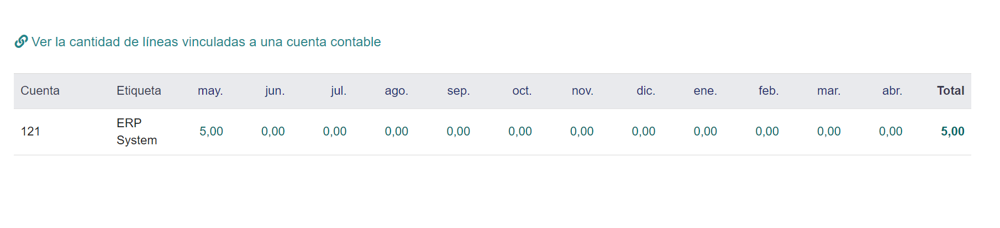 Ver la cantidad de líneas vinculadas a una cuenta contable
Cuenta Etiqueta may. jun. jul. ago. sep. oct. nov. dic. ene. feb. mar. abr. Total
121 ERP System 5,00 0,00 0,00 0,00 0,00 0,00 0,00 0,00 0,00 0,00 0,00 0,00 5,00